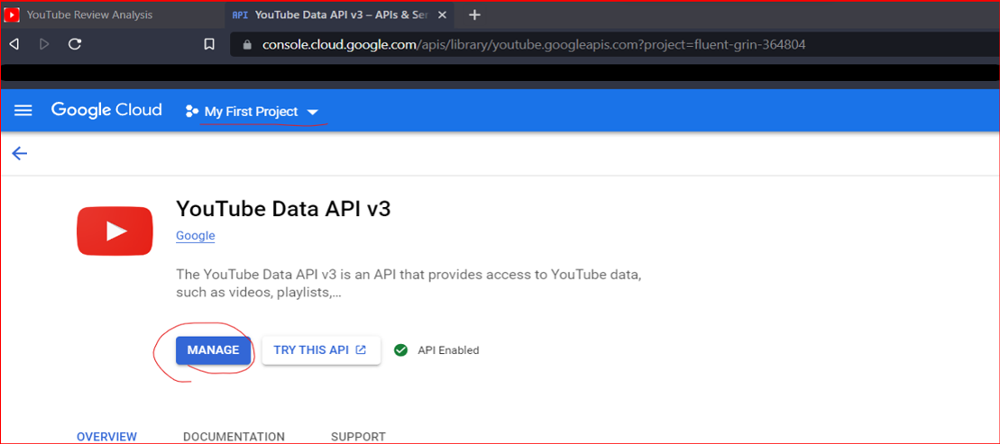 YouTube Review Analysis
API YouTube Data API v3 – APIs & Ser
console.cloud.google.com/apis/library/youtube.googleapis.com?project=fluent-grin-364804
Google Cloud My First Project
YouTube Data API v3
Google
The YouTube Data API v3 is an API that provides access to YouTube data,
such as videos, playlists,...
MANAGE TRY THIS API API Enabled
OVERVIEW DOCUMENTATION SUPPORT